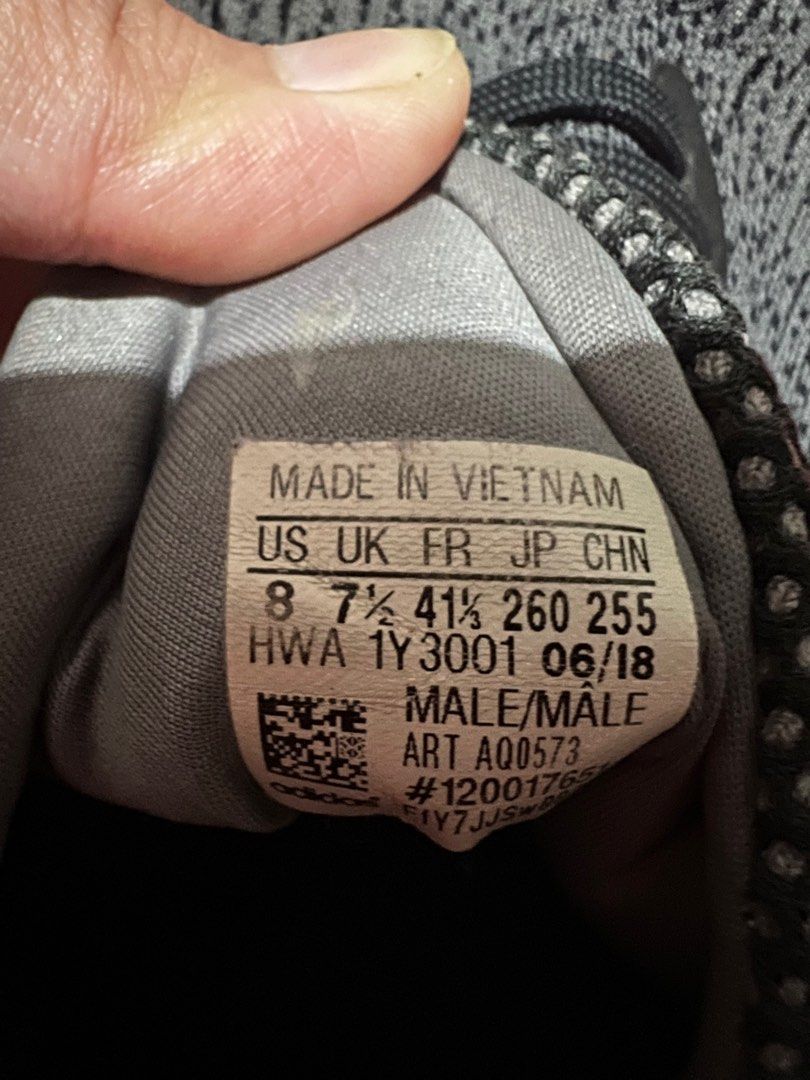 MADE IN VIETNAM
US UK FR JP CHN
8 7½ 41⅓ 260 255
HWA 1Y3001 06/18
MALE/MÂLE
ART AQ0573
adidas